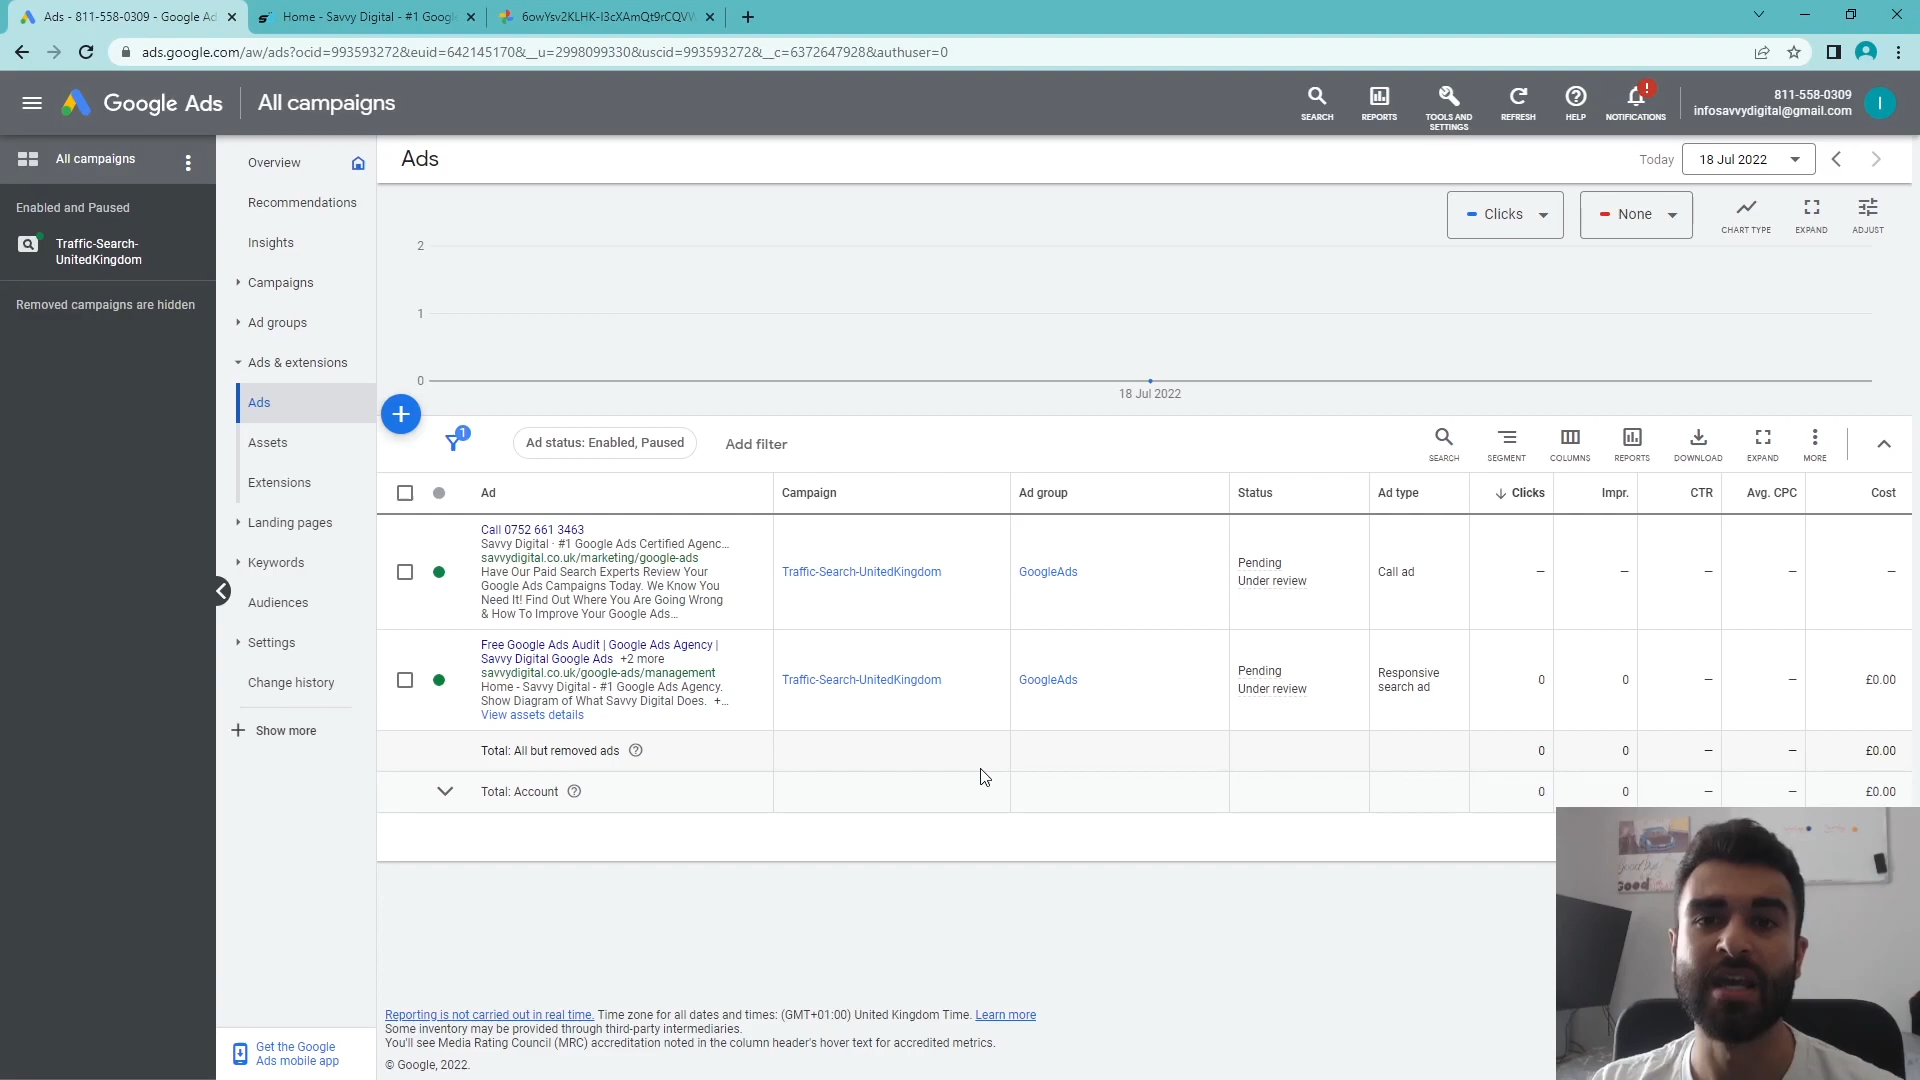 Ads - 811-558-0309 - Google Ad
Home - Savvy Digital - #1 Googl
6owYsv2KLHK-I3cXAmQt9rCQVW
ads.google.com/aw/ads?ocid=993593272&euid=642145170&__u=2998099330&uscid=993593272&__c=6372647928&authuser=0
Google Ads
All campaigns
SEARCH
REPORTS
TOOLS AND SETTINGS
REFRESH
HELP
NOTIFICATIONS
811-558-0309
infosavvydigital@gmail.com
I
All campaigns
Enabled and Paused
Traffic-Search-
UnitedKingdom
Removed campaigns are hidden
Overview
Recommendations
Insights
Campaigns
Ad groups
Ads & extensions
Ads
Assets
Extensions
Landing pages
Keywords
Audiences
Settings
Change history
Show more
Get the Google
Ads mobile app
Ads
Today
18 Jul 2022
Clicks
None
CHART TYPE
EXPAND
ADJUST
2
1
0
18 Jul 2022
1
Ad status: Enabled, Paused
Add filter
SEARCH
SEGMENT
COLUMNS
REPORTS
DOWNLOAD
EXPAND
MORE
Ad Campaign Ad group Status Ad type Clicks Impr. CTR Avg. CPC Cost
Call 0752 661 3463
Savvy Digital · #1 Google Ads Certified Agenc…
savvydigital.co.uk/marketing/google-ads
Have Our Paid Search Experts Review Your
Google Ads Campaigns Today. We Know You
Need It! Find Out Where You Are Going Wrong
& How To Improve Your Google Ads…
Traffic-Search-UnitedKingdom
GoogleAds
Pending
Under review
Call ad
– – – – –
Free Google Ads Audit | Google Ads Agency |
Savvy Digital Google Ads +2 more
savvydigital.co.uk/google-ads/management
Home - Savvy Digital - #1 Google Ads Agency.
Show Diagram of What Savvy Digital Does. +…
View assets details
Traffic-Search-UnitedKingdom
GoogleAds
Pending
Under review
Responsive
search ad
0 0 – – £0.00
Total: All but removed ads 0 0 – – £0.00
Total: Account 0 0 – – £0.00
Reporting is not carried out in real time. Time zone for all dates and times: (GMT+01:00) United Kingdom Time. Learn more
Some inventory may be provided through third-party intermediaries.
You'll see Media Rating Council (MRC) accreditation noted in the column header's hover text for accredited metrics.
© Google, 2022.